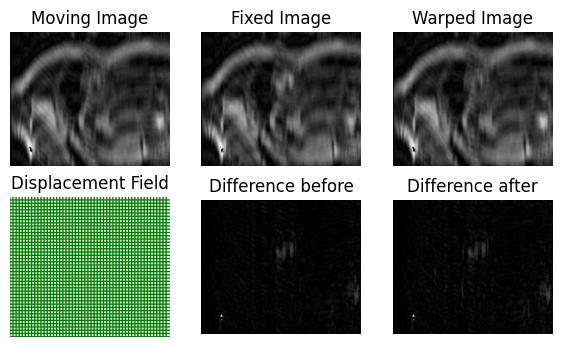 Moving Image
Fixed Image
Warped Image
Displacement Field
Difference before
Difference after